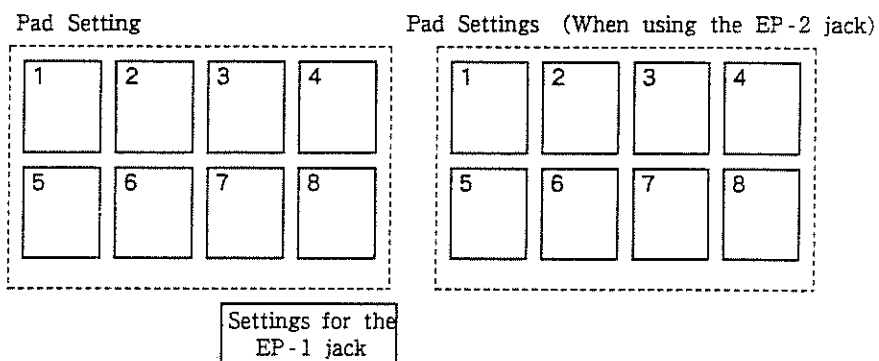 Pad Setting
Pad Settings (When using the EP-2 jack)
1 2 3 4
1 2 3 4
5 6 7 8
5 6 7 8
Settings for the
EP-1 jack